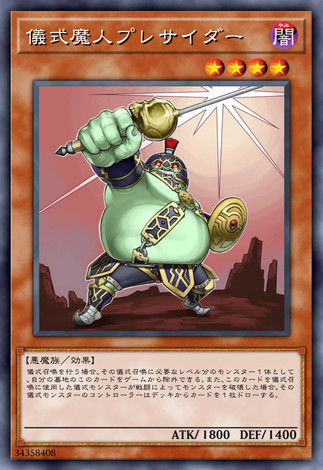 儀式魔人プレサイダー
闇
やみ
【悪魔族／効果】
儀式召喚を行う場合、その儀式召喚に必要なレベル分のモンスター１体として、
自分の墓地のこのカードをゲームから除外できる。また、このカードを儀式召
喚に使用した儀式モンスターが戦闘によってモンスターを破壊した場合、その
儀式モンスターのコントローラーはデッキからカードを１枚ドローする。
ATK/1800 DEF/1400
34358408